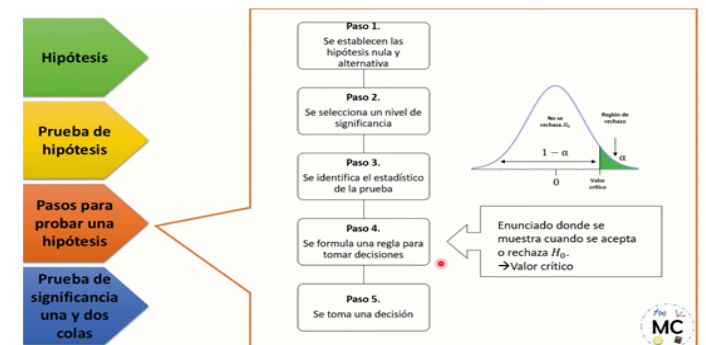 Hipótesis
Prueba de
hipótesis
Pasos para
probar una
hipótesis
Prueba de
significancia
una y dos
colas
Paso 1.
Se establecen las
hipótesis nula y
alternativa
Paso 2.
Se selecciona un nivel de
significancia
Paso 3.
Se identifica el estadístico
de la prueba
Paso 4.
Se formula una regla para
tomar decisiones
Paso 5.
Se toma una decisión
No se
rechaza H₀
Región de
rechazo
1 − α
α
0
Valor
crítico
Enunciado donde se
muestra cuando se acepta
o rechaza H₀.
→Valor crítico
MC